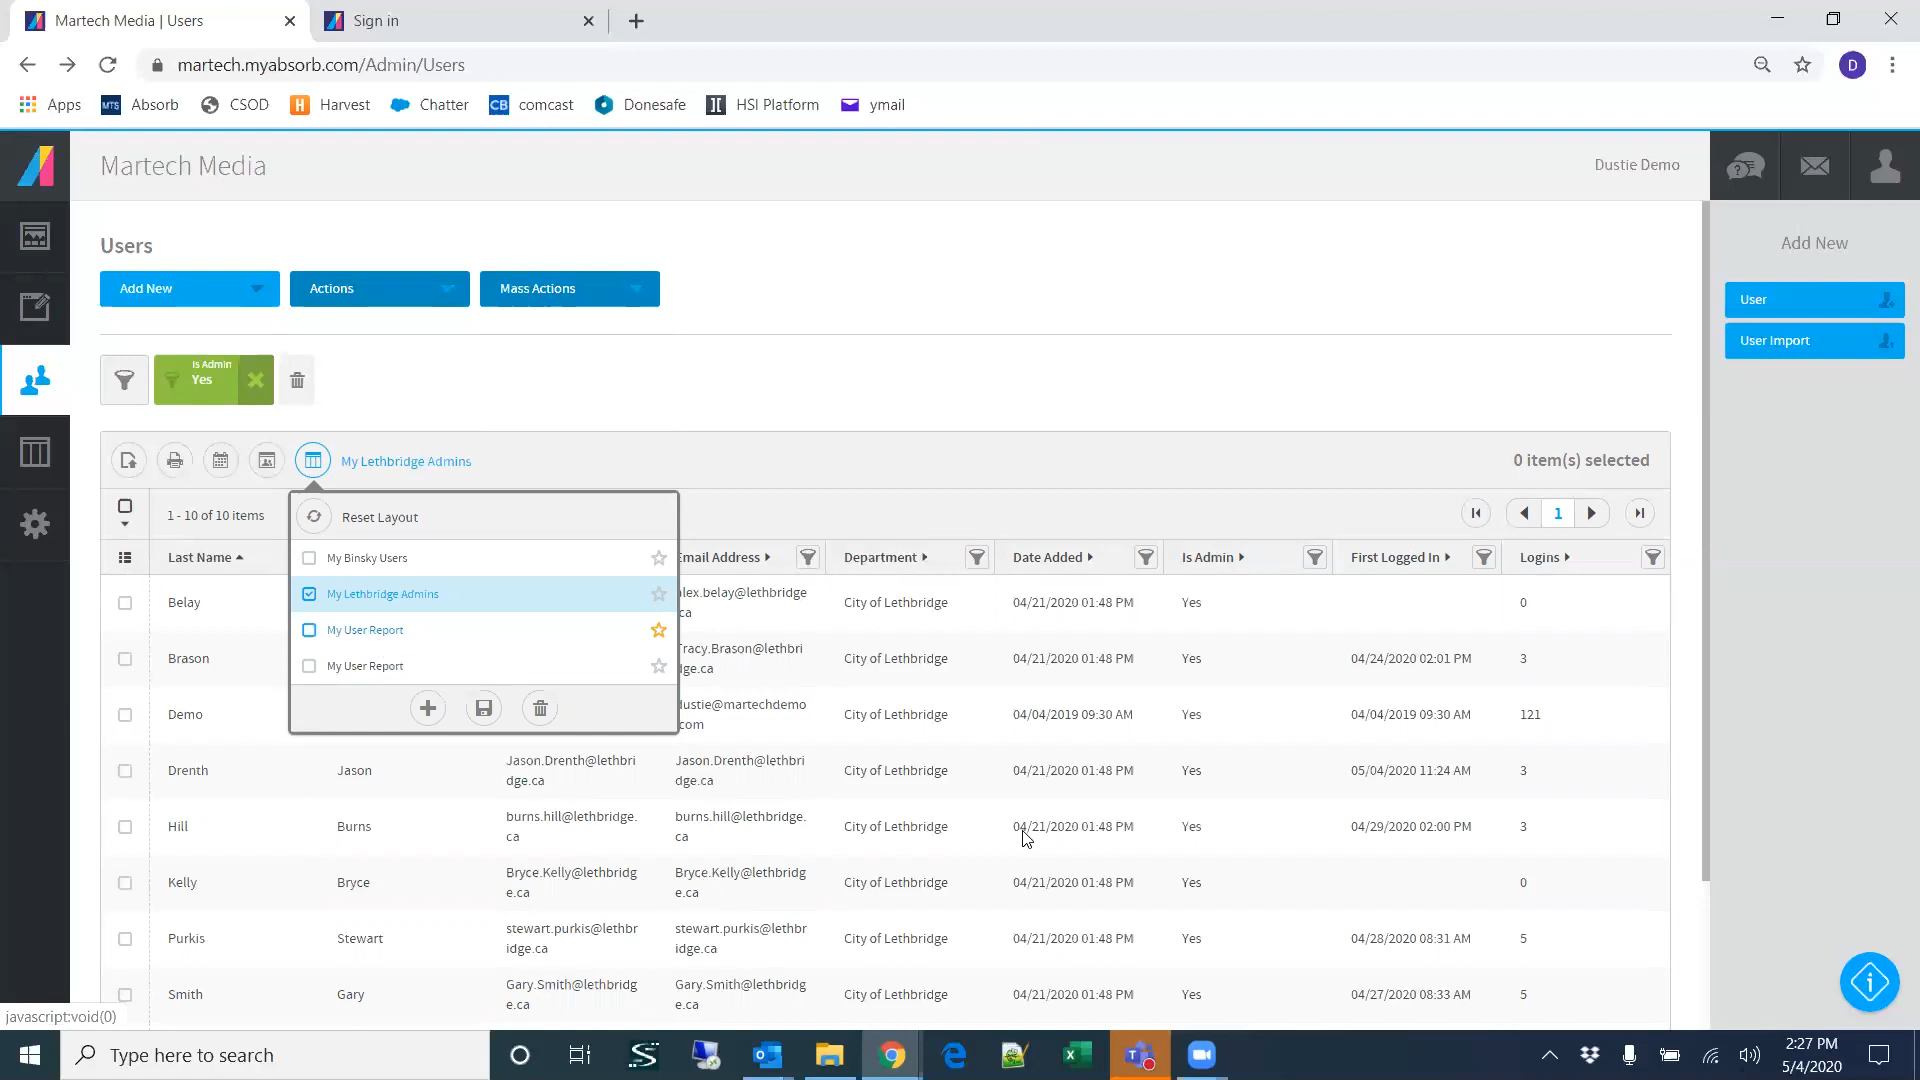 Martech Media | Users
Sign in
martech.myabsorb.com/Admin/Users
D
Apps MTS Absorb CSOD H Harvest Chatter CB comcast Donesafe HSI Platform ymail
Martech Media
Dustie Demo
Users
Add New
Add New Actions Mass Actions
User
User Import
Is Admin
Yes
My Lethbridge Admins
0 item(s) selected
1 - 10 of 10 items
1
Reset Layout
My Binsky Users
My Lethbridge Admins
My User Report
My User Report
Last Name Email Address Department Date Added Is Admin First Logged In Logins
Belay alex.belay@lethbridge City of Lethbridge 04/21/2020 01:48 PM Yes 0
.ca
Brason Tracy.Brason@lethbri City of Lethbridge 04/21/2020 01:48 PM Yes 04/24/2020 02:01 PM 3
dge.ca
Demo dustie@martechdemo City of Lethbridge 04/04/2019 09:30 AM Yes 04/04/2019 09:30 AM 121
.com
Drenth Jason Jason.Drenth@lethbri Jason.Drenth@lethbri City of Lethbridge 04/21/2020 01:48 PM Yes 05/04/2020 11:24 AM 3
dge.ca dge.ca
Hill Burns burns.hill@lethbridge. burns.hill@lethbridge. City of Lethbridge 04/21/2020 01:48 PM Yes 04/29/2020 02:00 PM 3
ca ca
Kelly Bryce Bryce.Kelly@lethbridg Bryce.Kelly@lethbridg City of Lethbridge 04/21/2020 01:48 PM Yes 0
e.ca e.ca
Purkis Stewart stewart.purkis@lethbr stewart.purkis@lethbr City of Lethbridge 04/21/2020 01:48 PM Yes 04/28/2020 08:31 AM 5
idge.ca idge.ca
Smith Gary Gary.Smith@lethbridg Gary.Smith@lethbridg City of Lethbridge 04/21/2020 01:48 PM Yes 04/27/2020 08:33 AM 5
e.ca e.ca
javascript:void(0)
Type here to search
2:27 PM
5/4/2020